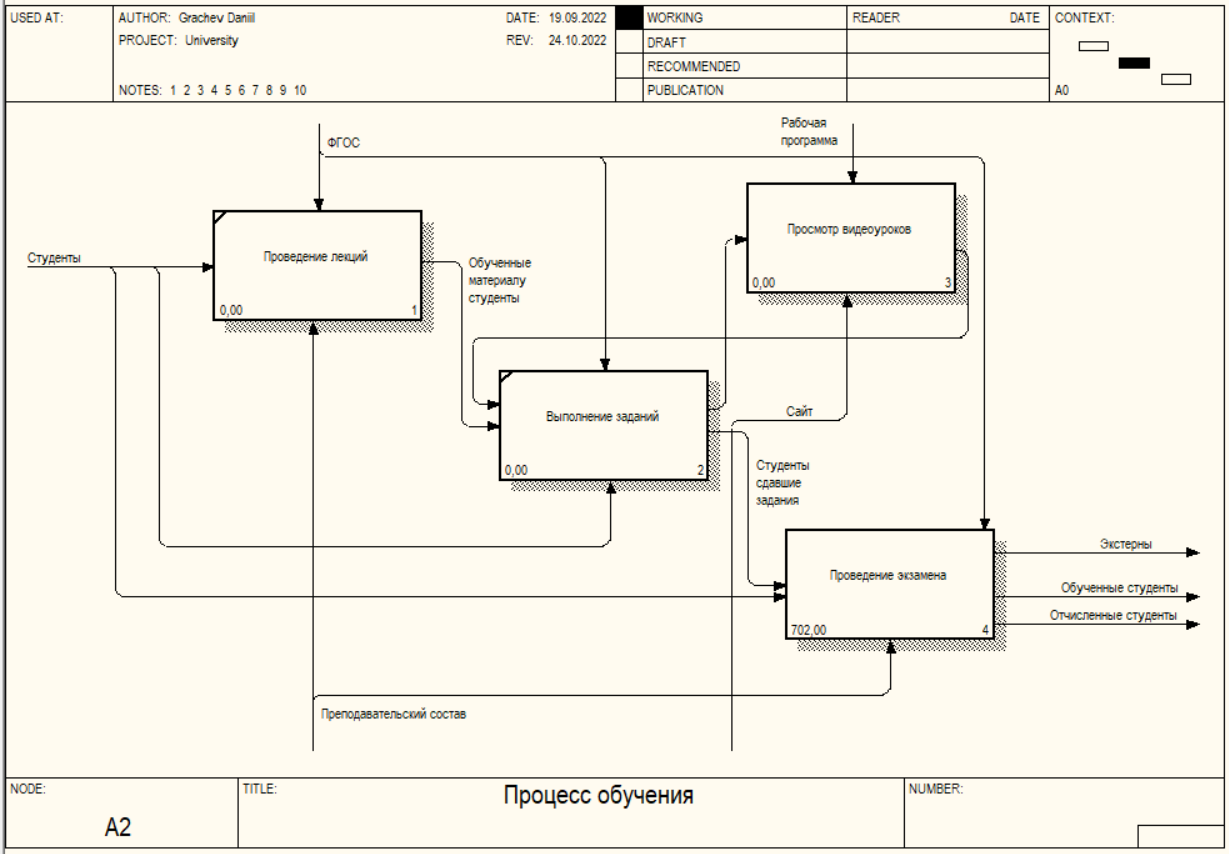 USED AT:
AUTHOR: Grachev Daniil
DATE: 19.09.2022
PROJECT: University
REV: 24.10.2022
NOTES: 1 2 3 4 5 6 7 8 9 10
WORKING
DRAFT
RECOMMENDED
PUBLICATION
READER
DATE
CONTEXT:
A0
ФГОС
Рабочая
программа
Студенты
Проведение лекций
0,00
1
Обученные
материалу
студенты
Просмотр видеоуроков
0,00
3
Выполнение заданий
0,00
2
Сайт
Студенты
сдавшие
задания
Проведение экзамена
702,00
4
Экстерны
Обученные студенты
Отчисленные студенты
Преподавательский состав
NODE:
A2
TITLE:
Процесс обучения
NUMBER: